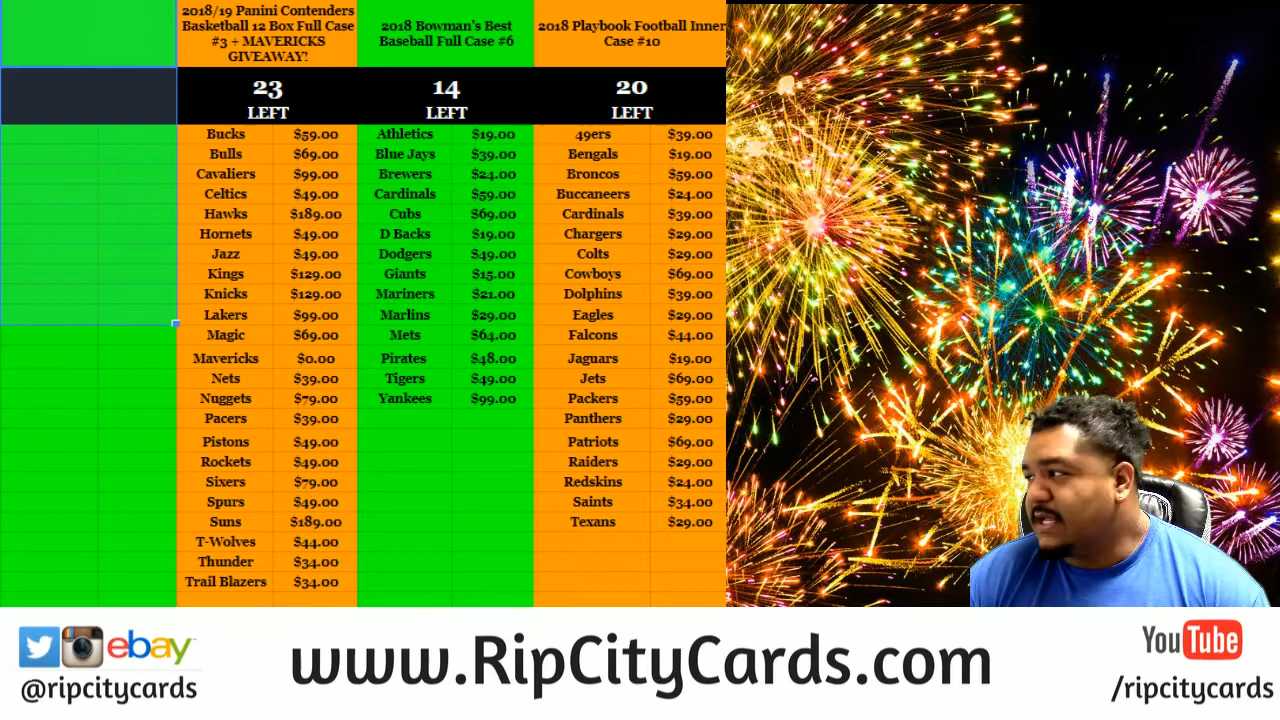 2018/19 Panini Contenders
Basketball 12 Box Full Case
#3 + MAVERICKS
GIVEAWAY!
23
LEFT
Bucks $59.00
Bulls $69.00
Cavaliers $99.00
Celtics $49.00
Hawks $189.00
Hornets $49.00
Jazz $49.00
Kings $129.00
Knicks $129.00
Lakers $99.00
Magic $69.00
Mavericks $0.00
Nets $39.00
Nuggets $79.00
Pacers $39.00
Pistons $49.00
Rockets $49.00
Sixers $79.00
Spurs $49.00
Suns $189.00
T-Wolves $44.00
Thunder $34.00
Trail Blazers $34.00
2018 Bowman's Best
Baseball Full Case #6
14
LEFT
Athletics $19.00
Blue Jays $39.00
Brewers $24.00
Cardinals $59.00
Cubs $69.00
D Backs $19.00
Dodgers $49.00
Giants $15.00
Mariners $21.00
Marlins $29.00
Mets $64.00
Pirates $48.00
Tigers $49.00
Yankees $99.00
2018 Playbook Football Inner
Case #10
20
LEFT
49ers $39.00
Bengals $19.00
Broncos $59.00
Buccaneers $24.00
Cardinals $39.00
Chargers $29.00
Colts $29.00
Cowboys $69.00
Dolphins $39.00
Eagles $29.00
Falcons $44.00
Jaguars $19.00
Jets $69.00
Packers $59.00
Panthers $29.00
Patriots $69.00
Raiders $29.00
Redskins $24.00
Saints $34.00
Texans $29.00
ebay
@ripcitycards
www.RipCityCards.com
YouTube
/ripcitycards